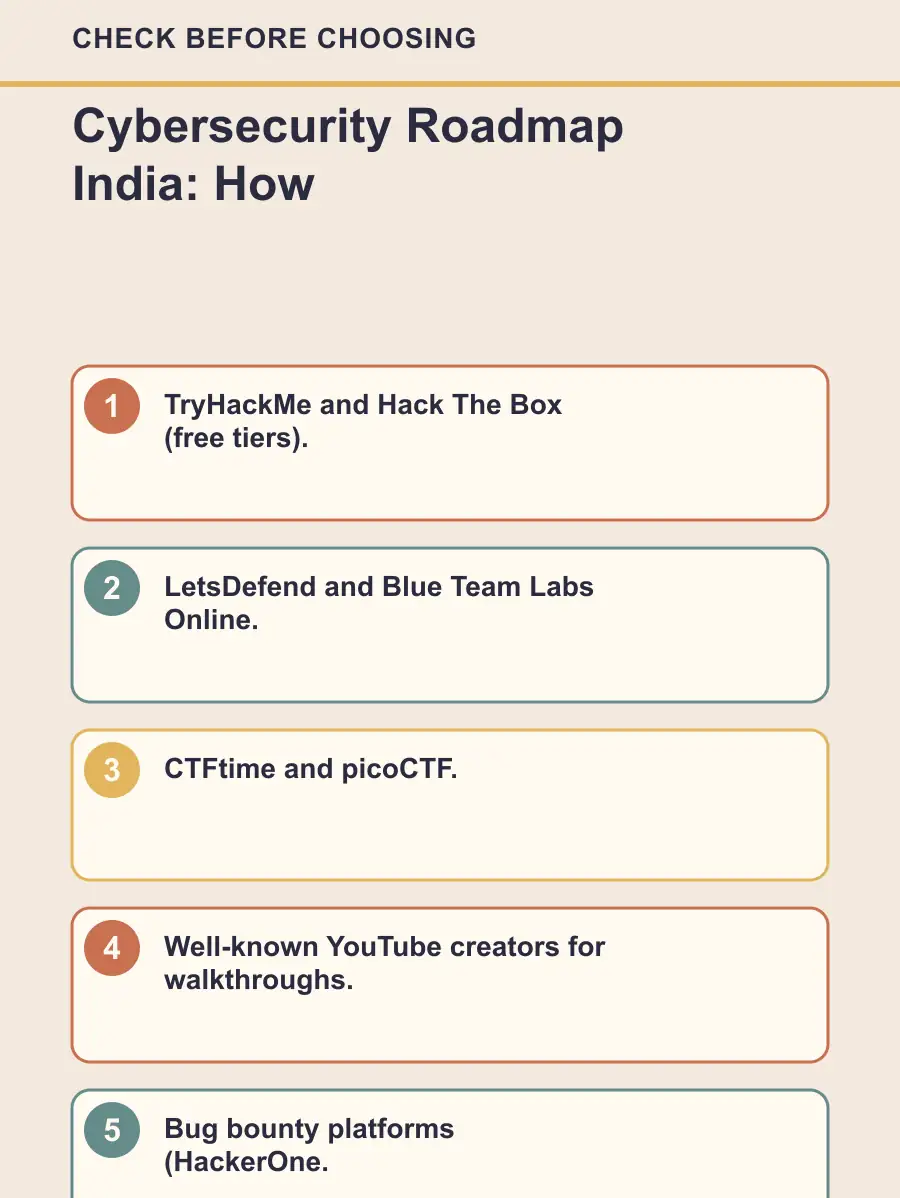 CHECK BEFORE CHOOSING
Cybersecurity Roadmap
India: How
1
TryHackMe and Hack The Box
(free tiers).
2
LetsDefend and Blue Team Labs
Online.
3
CTFtime and picoCTF.
4
Well-known YouTube creators for
walkthroughs.
5
Bug bounty platforms
(HackerOne.